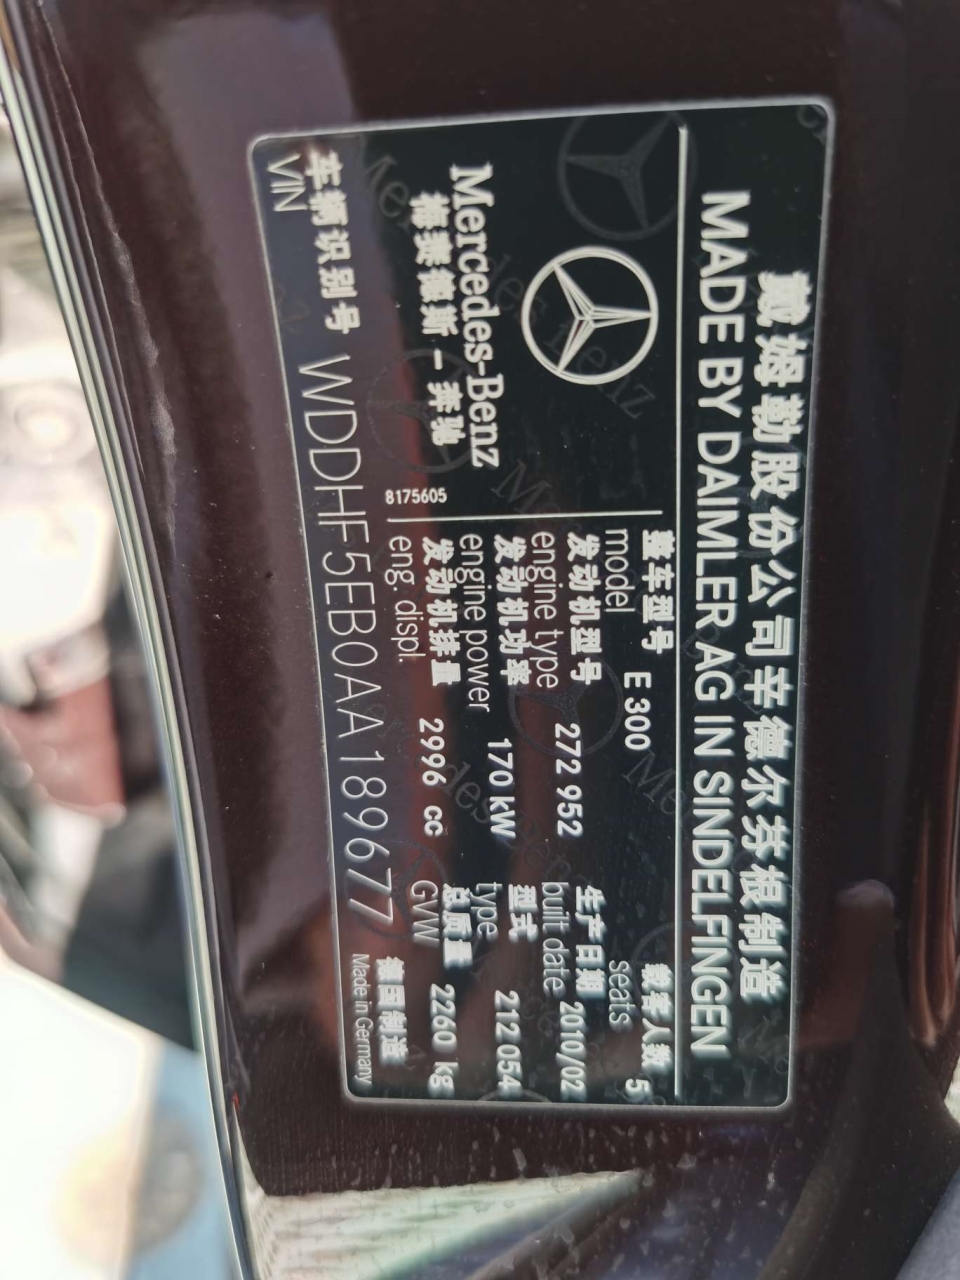 戴姆勒股份公司辛德尔芬根制造
MADE BY DAIMLER AG IN SINDELFINGEN
Mercedes-Benz
梅赛德斯－奔驰
8175605
整车型号
model E 300
载客人数
seats 5
发动机型号
engine type 272 952
生产日期
built date 2010/02
发动机功率
engine power 170 kW
型式
type 212 054
发动机排量
eng. displ. 2996 cc
总质量
GVW 2260 kg
车辆识别号
VIN WDDHF5EB0AA189677
德国制造
Made in Germany